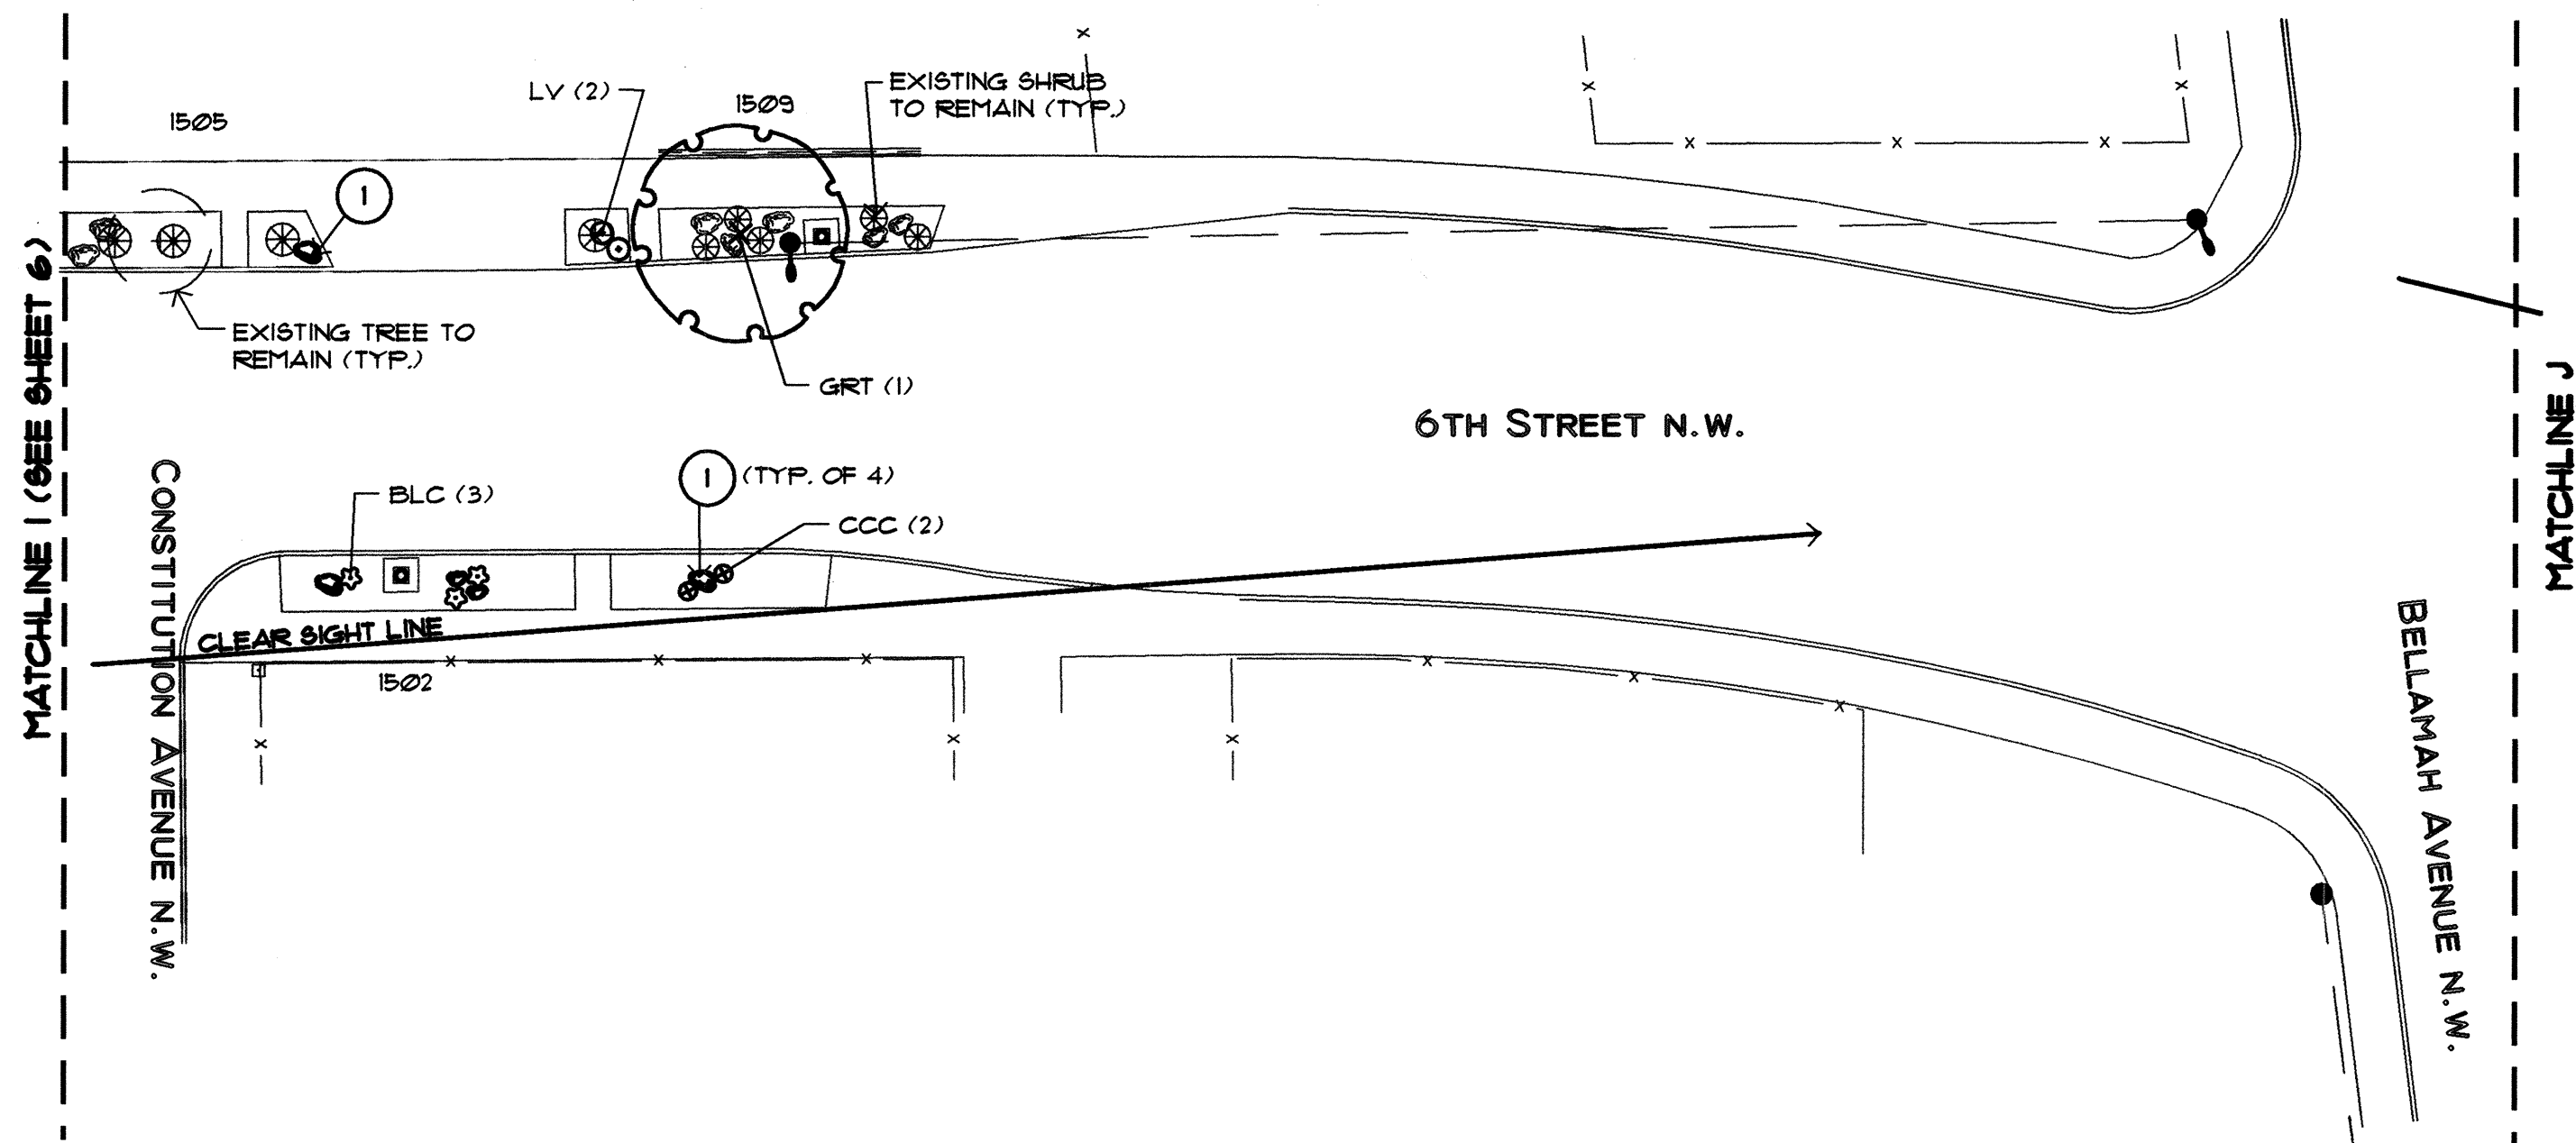 1505
LV (2)
1509
EXISTING SHRUB
TO REMAIN (TYP.)
1
EXISTING TREE TO
REMAIN (TYP.)
GRT (1)
MATCHLINE I (SEE SHEET 6)
6TH STREET N.W.
MATCHLINE J
1
(TYP. OF 4)
BLC (3)
CCC (2)
CONSTITUTION AVENUE N.W.
CLEAR SIGHT LINE
1502
BELLAMAH AVENUE N.W.